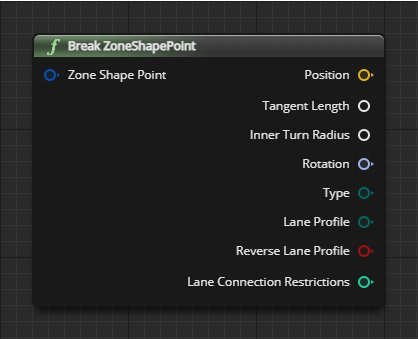 f Break ZoneShapePoint
Zone Shape Point
Position
Tangent Length
Inner Turn Radius
Rotation
Type
Lane Profile
Reverse Lane Profile
Lane Connection Restrictions